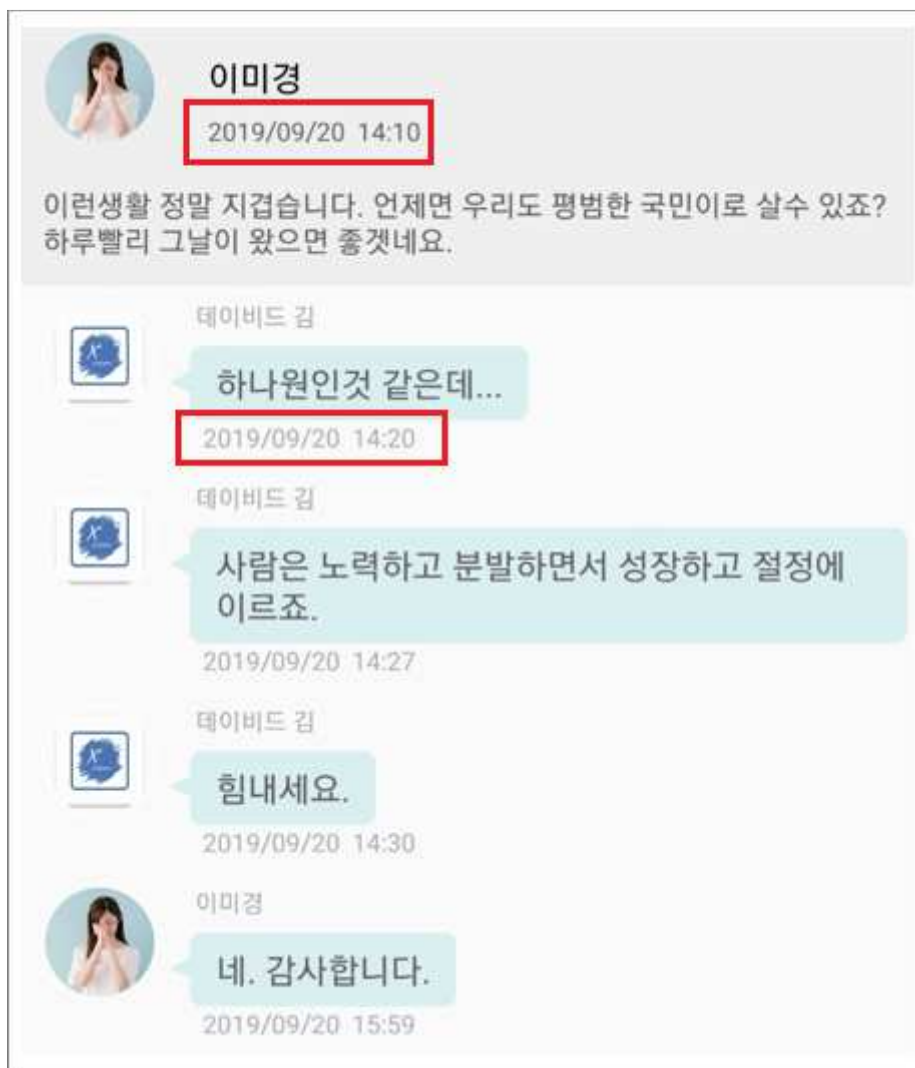 이미경
2019/09/20 14:10
이런생활 정말 지겹습니다. 언제면 우리도 평범한 국민이로 살수 있죠?
하루빨리 그날이 왔으면 좋겟네요.
데이비드 김
하나원인것 같은데...
2019/09/20 14:20
데이비드 김
사람은 노력하고 분발하면서 성장하고 절정에
이르죠.
2019/09/20 14:27
데이비드 김
힘내세요.
2019/09/20 14:30
이미경
네. 감사합니다.
2019/09/20 15:59